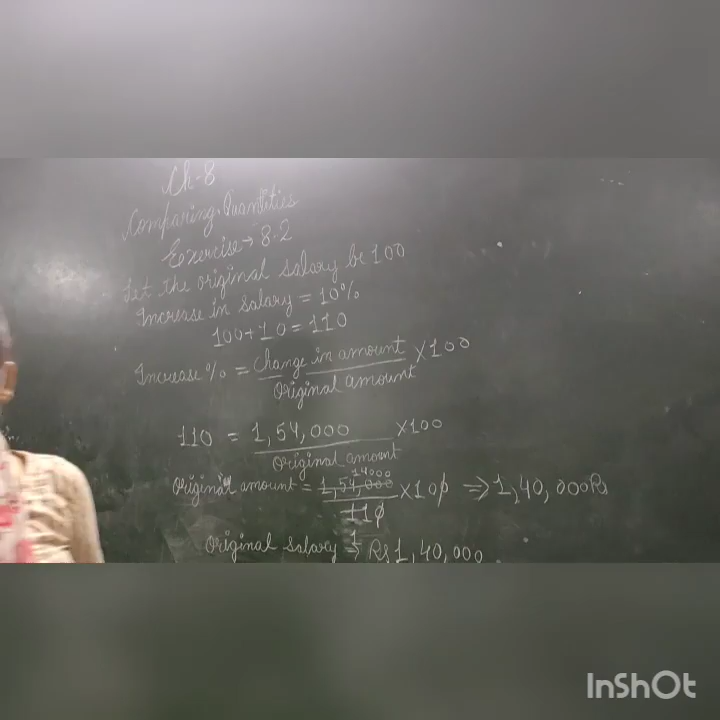 Ch-8
Comparing Quantities
Exercise → 8.2
Let the original salary be 100
Increase in salary = 10%
100+10=110
Increase % = change in amount / Original amount ×100
110 = 1,54,000 / Original amount ×100
14000
Original amount = 1,54,000 / 110 ×100 ⇒ 1,40,000Rs
1
Original Salary → Rs 1,40,000
InShOt